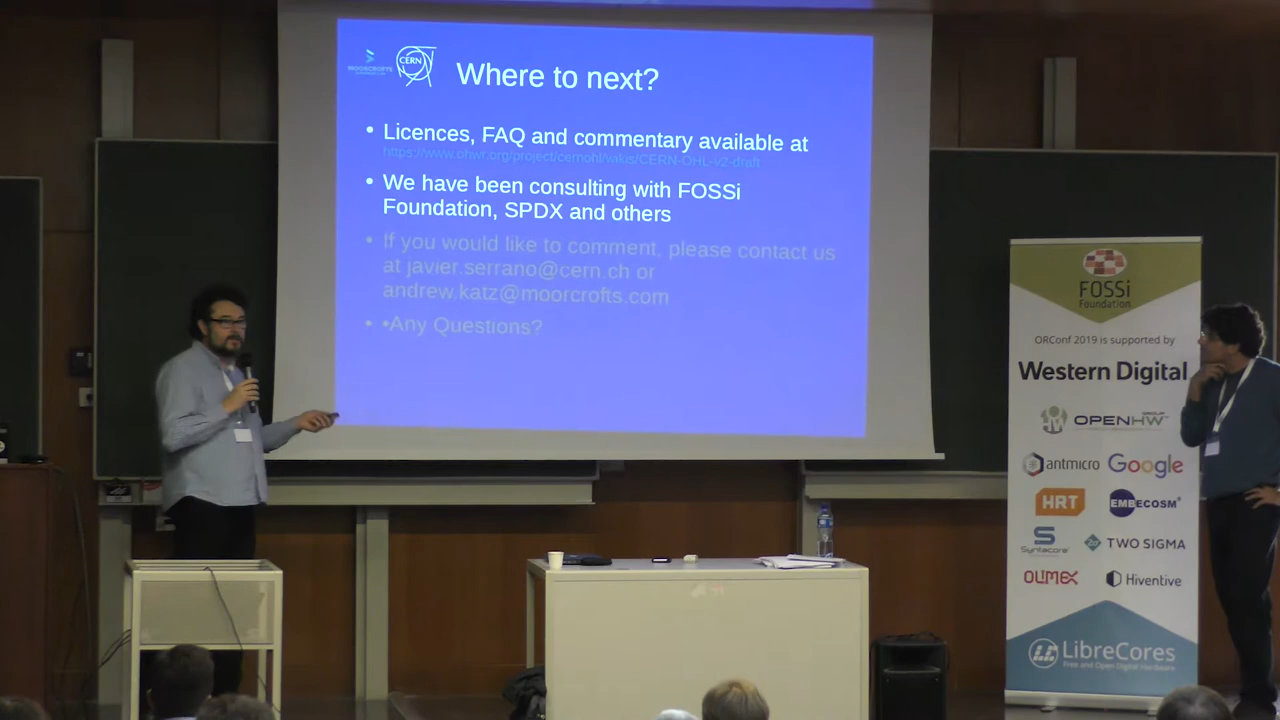 MOORCROFTS
CERN
Where to next?
• Licences, FAQ and commentary available at
https://www.ohwr.org/project/cernohl/wikis/CERN-OHL-v2-draft
• We have been consulting with FOSSi
Foundation, SPDX and others
• If you would like to comment, please contact us
at javier.serrano@cern.ch or
andrew.katz@moorcrofts.com
• •Any Questions?
FOSSi
Foundation
ORConf 2019 is supported by
Western Digital
OPENHW GROUP
antmicro Google
HRT EMBECOSM®
Syntacore TWO SIGMA
OLIMEX Hiventive
LibreCores
Free and Open Digital Hardware